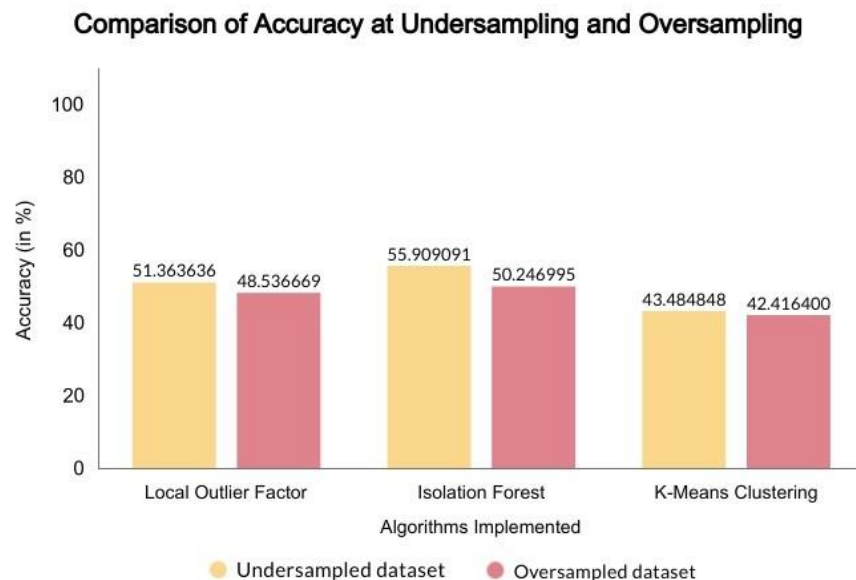 Comparison of Accuracy at Undersampling and Oversampling
100
80
60
40
20
0
Accuracy (in %)
51.363636
48.536669
55.909091
50.246995
43.484848
42.416400
Local Outlier Factor
Isolation Forest
K-Means Clustering
Algorithms Implemented
Undersampled dataset
Oversampled dataset